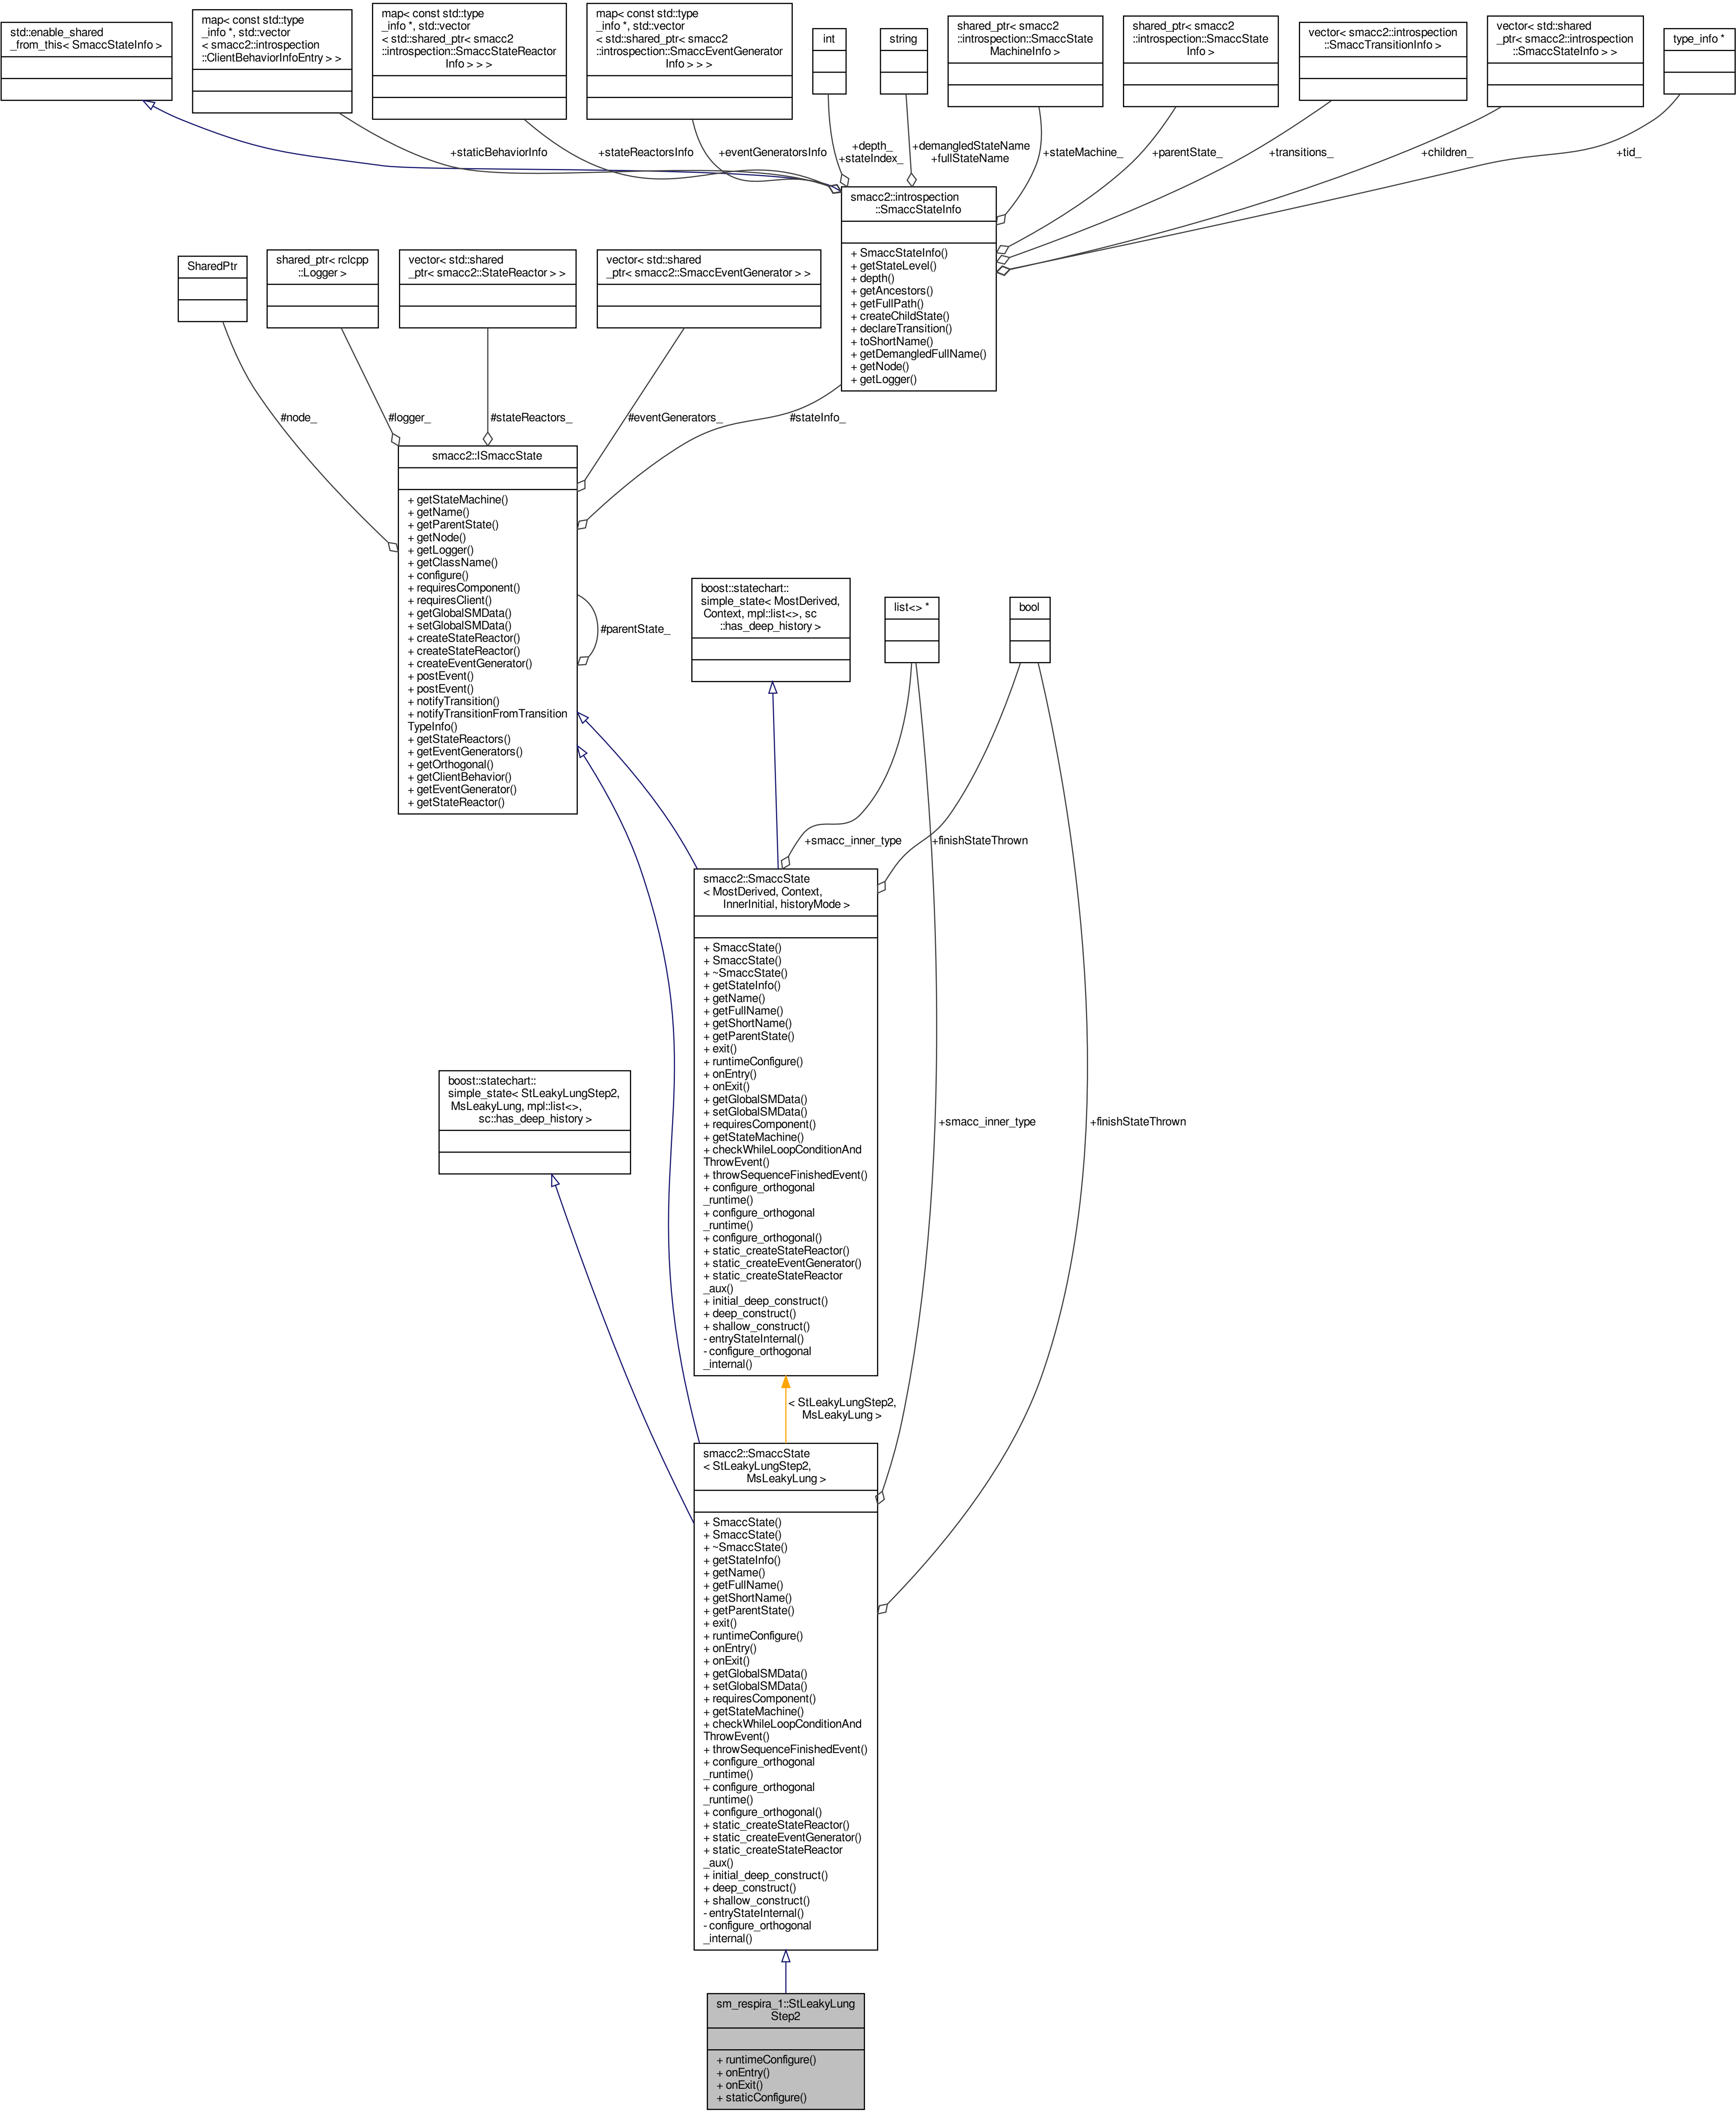 std::enable_shared
_from_this< SmaccStateInfo >
map< const std::type
_info *, std::vector
< smacc2::introspection
::ClientBehaviorInfoEntry > >
map< const std::type
_info *, std::vector
< std::shared_ptr< smacc2
::introspection::SmaccStateReactor
Info > > >
map< const std::type
_info *, std::vector
< std::shared_ptr< smacc2
::introspection::SmaccEventGenerator
Info > > >
int
string
shared_ptr< smacc2
::introspection::SmaccState
MachineInfo >
shared_ptr< smacc2
::introspection::SmaccState
Info >
vector< smacc2::introspection
::SmaccTransitionInfo >
vector< std::shared
_ptr< smacc2::introspection
::SmaccStateInfo > >
type_info *
+staticBehaviorInfo
+stateReactorsInfo
+eventGeneratorsInfo
+depth_
+stateIndex_
+demangledStateName
+fullStateName
+stateMachine_
+parentState_
+transitions_
+children_
+tid_
smacc2::introspection
::SmaccStateInfo
+ SmaccStateInfo()
+ getStateLevel()
+ depth()
+ getAncestors()
+ getFullPath()
+ createChildState()
+ declareTransition()
+ toShortName()
+ getDemangledFullName()
+ getNode()
+ getLogger()
SharedPtr
shared_ptr< rclcpp
::Logger >
vector< std::shared
_ptr< smacc2::StateReactor > >
vector< std::shared
_ptr< smacc2::SmaccEventGenerator > >
#node_
#logger_
#stateReactors_
#eventGenerators_
#stateInfo_
smacc2::ISmaccState
+ getStateMachine()
+ getName()
+ getParentState()
+ getNode()
+ getLogger()
+ getClassName()
+ configure()
+ requiresComponent()
+ requiresClient()
+ getGlobalSMData()
+ setGlobalSMData()
+ createStateReactor()
+ createStateReactor()
+ createEventGenerator()
+ postEvent()
+ postEvent()
+ notifyTransition()
+ notifyTransitionFromTransition
TypeInfo()
+ getStateReactors()
+ getEventGenerators()
+ getOrthogonal()
+ getClientBehavior()
+ getEventGenerator()
+ getStateReactor()
#parentState_
boost::statechart::
simple_state< MostDerived,
Context, mpl::list<>, sc
::has_deep_history >
list<> *
bool
+smacc_inner_type
+finishStateThrown
smacc2::SmaccState
< MostDerived, Context,
InnerInitial, historyMode >
+ SmaccState()
+ SmaccState()
+ ~SmaccState()
+ getStateInfo()
+ getName()
+ getFullName()
+ getShortName()
+ getParentState()
+ exit()
+ runtimeConfigure()
+ onEntry()
+ onExit()
+ getGlobalSMData()
+ setGlobalSMData()
+ requiresComponent()
+ getStateMachine()
+ checkWhileLoopConditionAnd
ThrowEvent()
+ throwSequenceFinishedEvent()
+ configure_orthogonal
_runtime()
+ configure_orthogonal
_runtime()
+ configure_orthogonal()
+ static_createStateReactor()
+ static_createEventGenerator()
+ static_createStateReactor
_aux()
+ initial_deep_construct()
+ deep_construct()
+ shallow_construct()
- entryStateInternal()
- configure_orthogonal
_internal()
boost::statechart::
simple_state< StLeakyLungStep2,
MsLeakyLung, mpl::list<>,
sc::has_deep_history >
+smacc_inner_type
+finishStateThrown
< StLeakyLungStep2,
MsLeakyLung >
smacc2::SmaccState
< StLeakyLungStep2,
MsLeakyLung >
+ SmaccState()
+ SmaccState()
+ ~SmaccState()
+ getStateInfo()
+ getName()
+ getFullName()
+ getShortName()
+ getParentState()
+ exit()
+ runtimeConfigure()
+ onEntry()
+ onExit()
+ getGlobalSMData()
+ setGlobalSMData()
+ requiresComponent()
+ getStateMachine()
+ checkWhileLoopConditionAnd
ThrowEvent()
+ throwSequenceFinishedEvent()
+ configure_orthogonal
_runtime()
+ configure_orthogonal
_runtime()
+ configure_orthogonal()
+ static_createStateReactor()
+ static_createEventGenerator()
+ static_createStateReactor
_aux()
+ initial_deep_construct()
+ deep_construct()
+ shallow_construct()
- entryStateInternal()
- configure_orthogonal
_internal()
sm_respira_1::StLeakyLung
Step2
+ runtimeConfigure()
+ onEntry()
+ onExit()
+ staticConfigure()